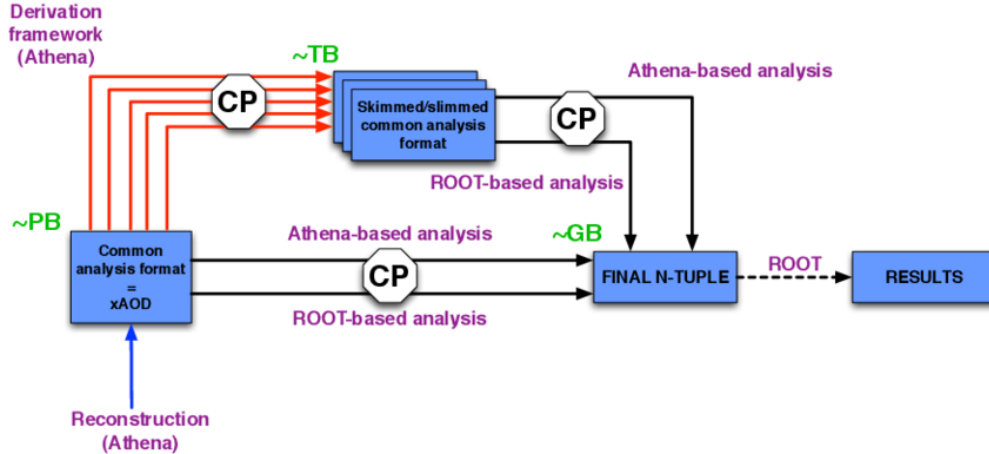 Derivation
framework
(Athena)
~TB
CP
Skimmed/slimmed
common analysis
format
CP
Athena-based analysis
ROOT-based analysis
~PB
Common
analysis format
=
xAOD
Athena-based analysis
CP
ROOT-based analysis
~GB
FINAL N-TUPLE
ROOT
RESULTS
Reconstruction
(Athena)